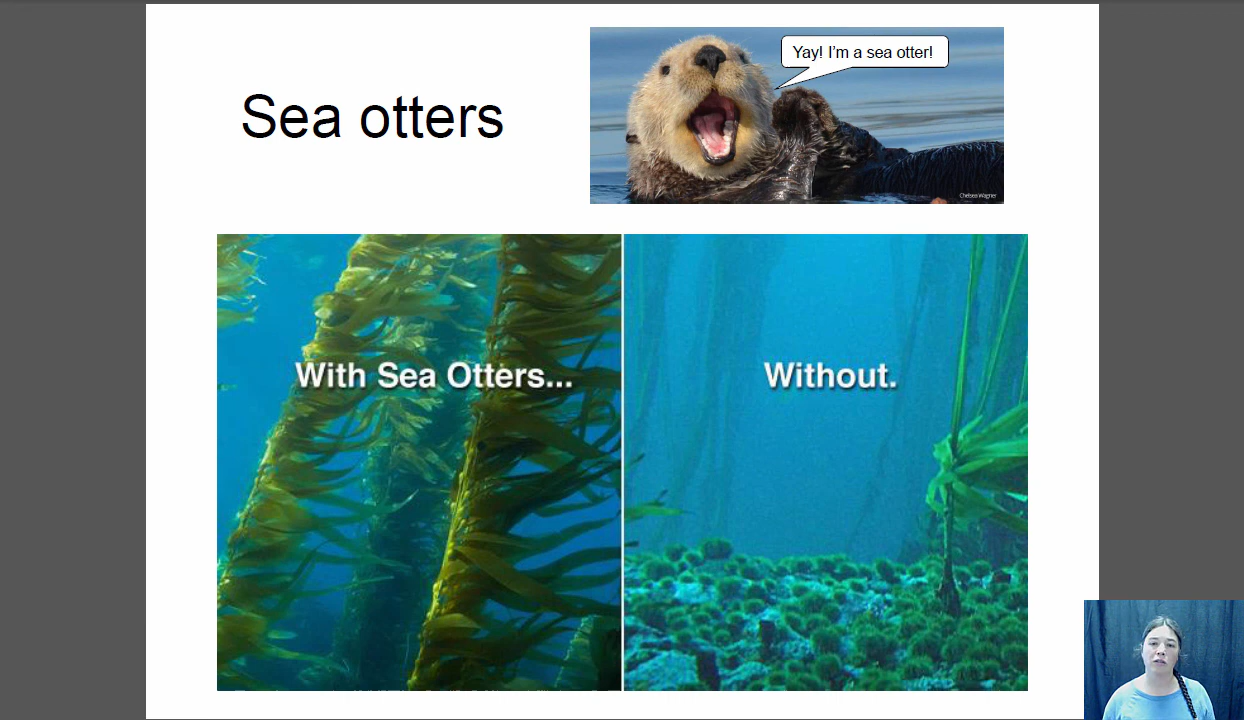 Sea otters
Yay! I'm a sea otter!
Chelsea Wagner
With Sea Otters...
Without.